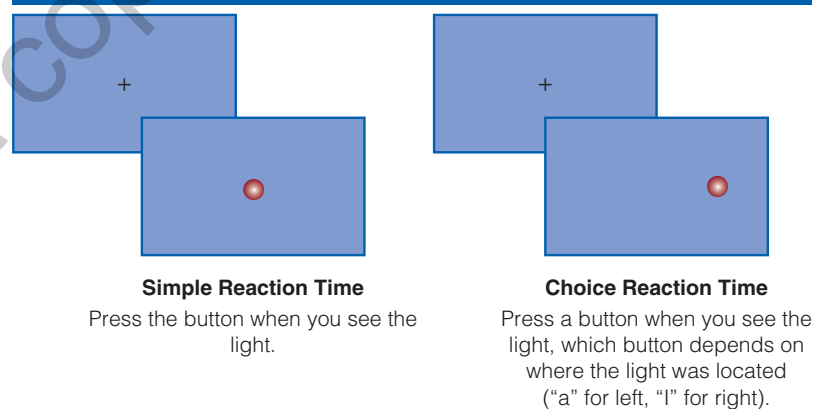 copy
+
+
Simple Reaction Time
Press the button when you see the
light.
Choice Reaction Time
Press a button when you see the
light, which button depends on
where the light was located
(“a” for left, “l” for right).